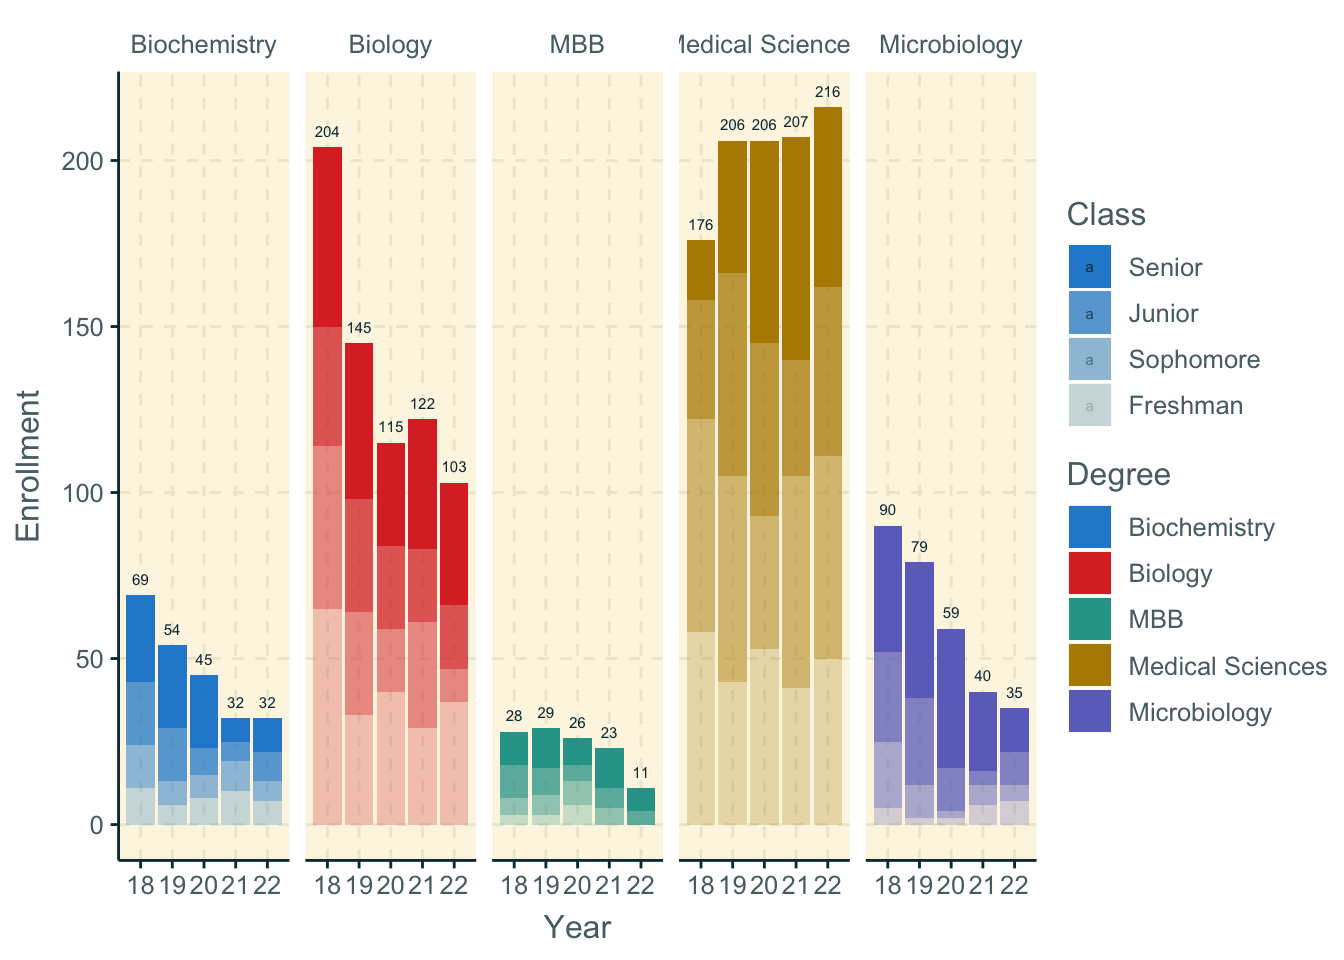 Biochemistry
Biology
MBB
Medical Science
Microbiology
Enrollment
200
150
100
50
0
69
54
45
32
32
204
145
115
122
103
28
29
26
23
11
176
206
206
207
216
90
79
59
40
35
18 19 20 21 22
18 19 20 21 22
18 19 20 21 22
18 19 20 21 22
18 19 20 21 22
Year
Class
a Senior
a Junior
a Sophomore
a Freshman
Degree
Biochemistry
Biology
MBB
Medical Sciences
Microbiology